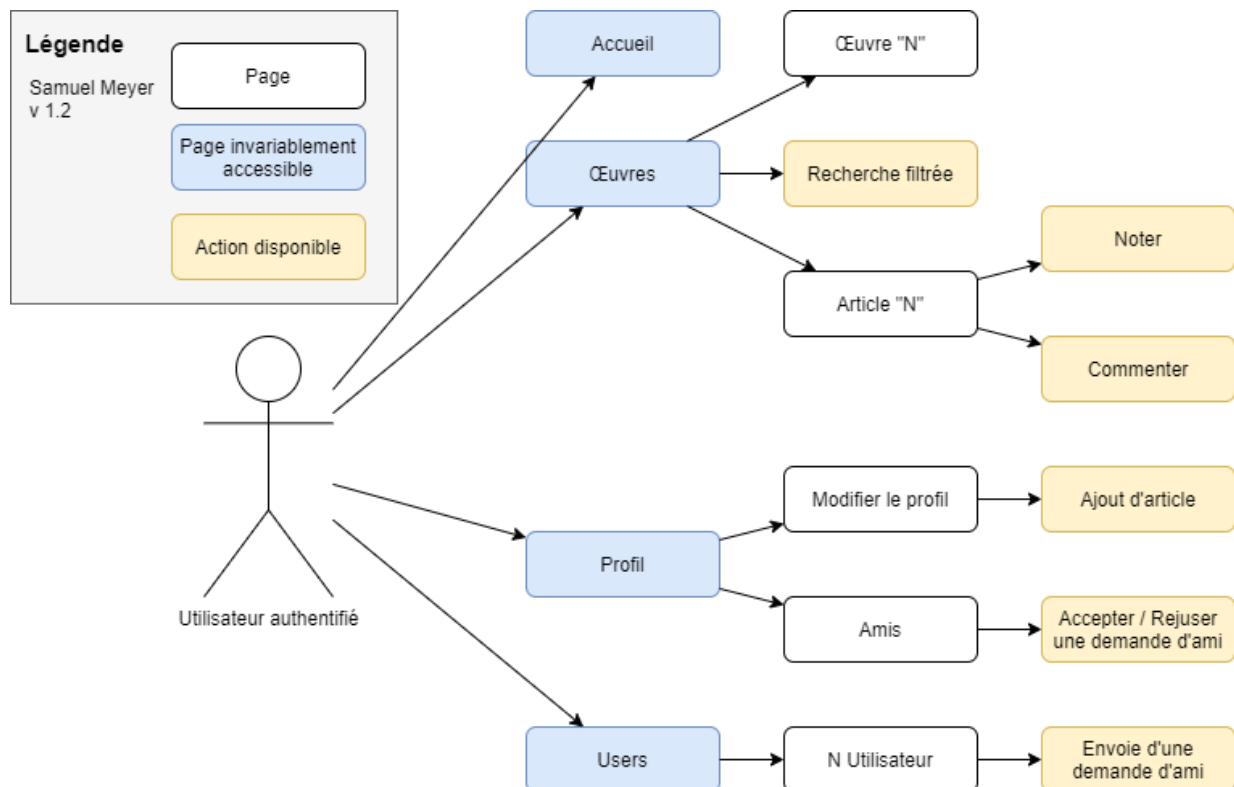 Légende
Samuel Meyer
v 1.2
Page
Page invariablement
accessible
Action disponible
Accueil
Œuvre "N"
Œuvres
Recherche filtrée
Noter
Article "N"
Commenter
Utilisateur authentifié
Modifier le profil
Ajout d'article
Profil
Amis
Accepter / Rejuser
une demande d'ami
Users
N Utilisateur
Envoie d'une
demande d'ami